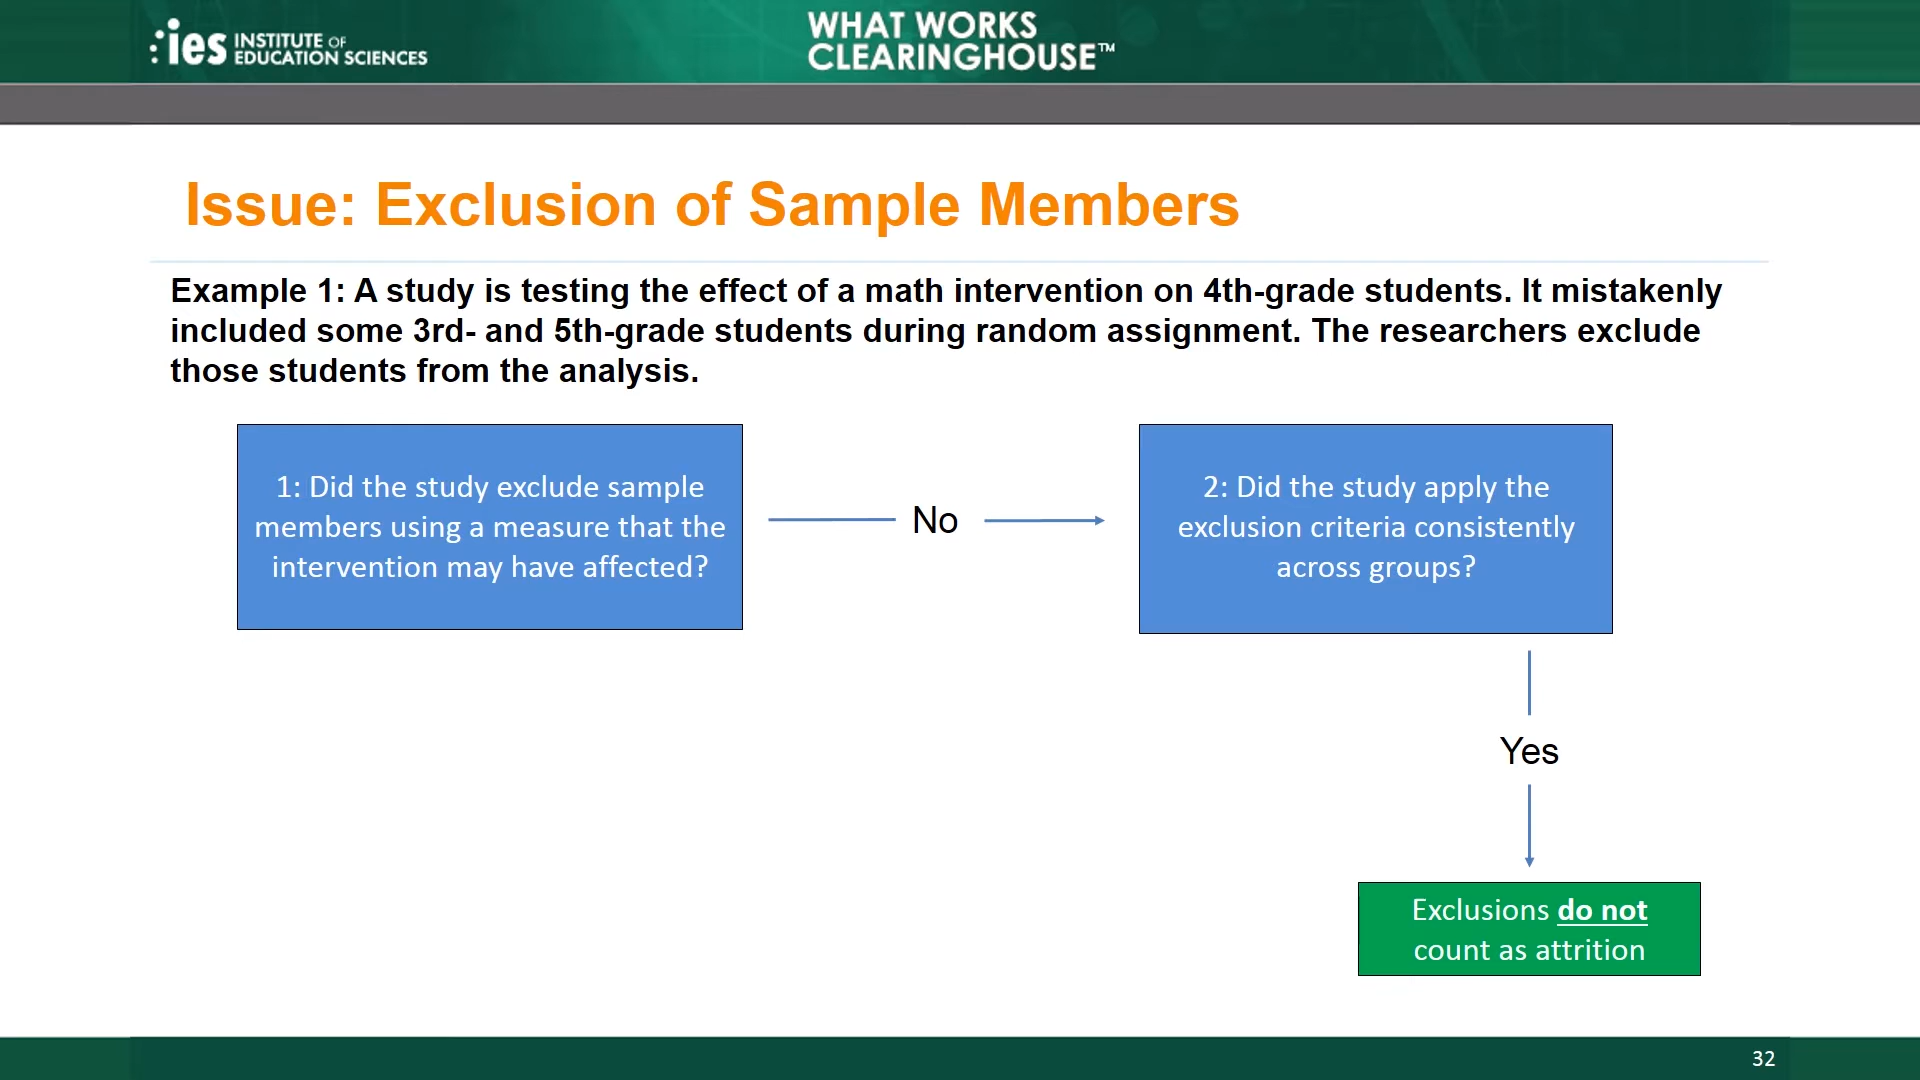 ies INSTITUTE OF
EDUCATION SCIENCES
WHAT WORKS
CLEARINGHOUSE™
Issue: Exclusion of Sample Members
Example 1: A study is testing the effect of a math intervention on 4th-grade students. It mistakenly
included some 3rd- and 5th-grade students during random assignment. The researchers exclude
those students from the analysis.
1: Did the study exclude sample
members using a measure that the
intervention may have affected?
No
2: Did the study apply the
exclusion criteria consistently
across groups?
Yes
Exclusions do not
count as attrition
32